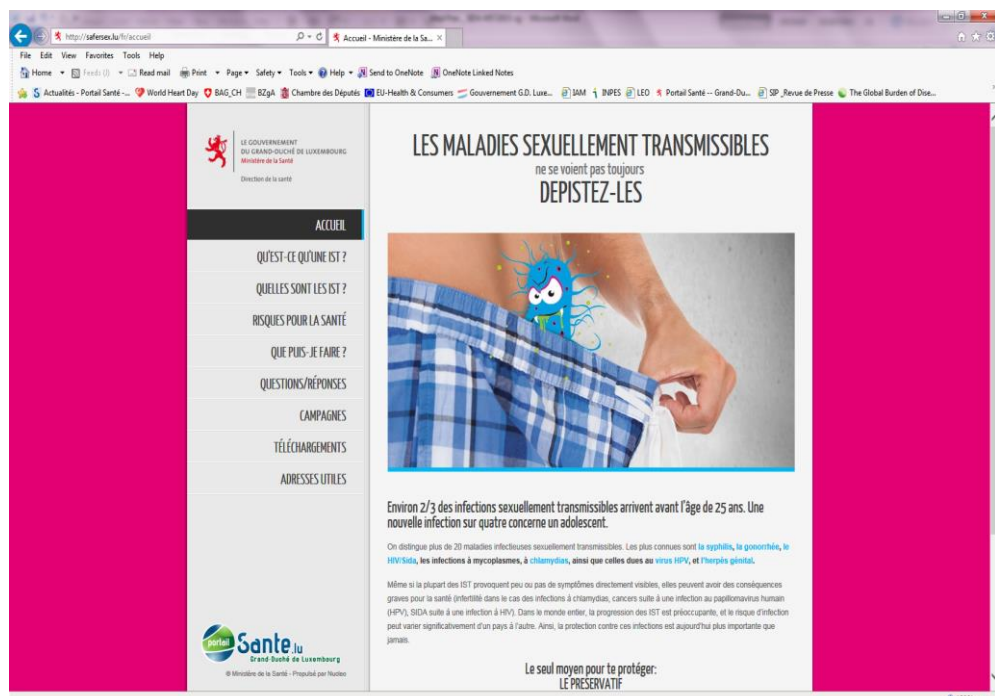 http://safersex.lu/fr/accueil
Accueil - Ministère de la Sa...
File Edit View Favorites Tools Help
Home Feeds (J) Read mail Print Page Safety Tools Help Send to OneNote OneNote Linked Notes
Actualités - Portail Santé -... World Heart Day BAG_CH BZgA Chambre des Députés EU-Health & Consumers Gouvernement G.D. Luxe... IAM INPES LEO Portail Santé -- Grand-Du... SIP _Revue de Presse The Global Burden of Dise...
LE GOUVERNEMENT
DU GRAND-DUCHÉ DE LUXEMBOURG
Ministère de la Santé
Direction de la santé
ACCUEIL
QU'EST-CE QU'UNE IST ?
QUELLES SONT LES IST ?
RISQUES POUR LA SANTÉ
QUE PUIS-JE FAIRE ?
QUESTIONS/RÉPONSES
CAMPAGNES
TÉLÉCHARGEMENTS
ADRESSES UTILES
portail Sante.lu
Grand-Duché de Luxembourg
© Ministère de la Santé - Propulsé par Nuoleo
LES MALADIES SEXUELLEMENT TRANSMISSIBLES
ne se voient pas toujours
DEPISTEZ-LES
Environ 2/3 des infections sexuellement transmissibles arrivent avant l'âge de 25 ans. Une
nouvelle infection sur quatre concerne un adolescent.
On distingue plus de 20 maladies infectieuses sexuellement transmissibles. Les plus connues sont la syphilis, la gonorrhée, le
HIV/Sida, les infections à mycoplasmes, à chlamydias, ainsi que celles dues au virus HPV, et l'herpès génital.
Même si la plupart des IST provoquent peu ou pas de symptômes directement visibles, elles peuvent avoir des conséquences
graves pour la santé (infertilité dans le cas des infections à chlamydias, cancers suite à une infection au papillomavirus humain
(HPV), SIDA suite à une infection à HIV). Dans le monde entier, la progression des IST est préoccupante, et le risque d'infection
peut varier significativement d'un pays à l'autre. Ainsi, la protection contre ces infections est aujourd'hui plus importante que
jamais.
Le seul moyen pour te protéger:
LE PRESERVATIF